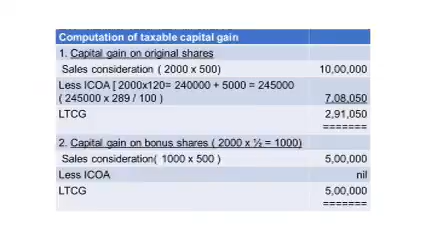 Computation of taxable capital gain
1. Capital gain on original shares
Sales consideration ( 2000 x 500) 10,00,000
Less ICOA [ 2000x120= 240000 + 5000 = 245000
( 245000 x 289 / 100 ) 7,08,050
LTCG 2,91,050
=======
2. Capital gain on bonus shares ( 2000 x ½ = 1000)
Sales consideration( 1000 x 500 ) 5,00,000
Less ICOA nil
LTCG 5,00,000
=======